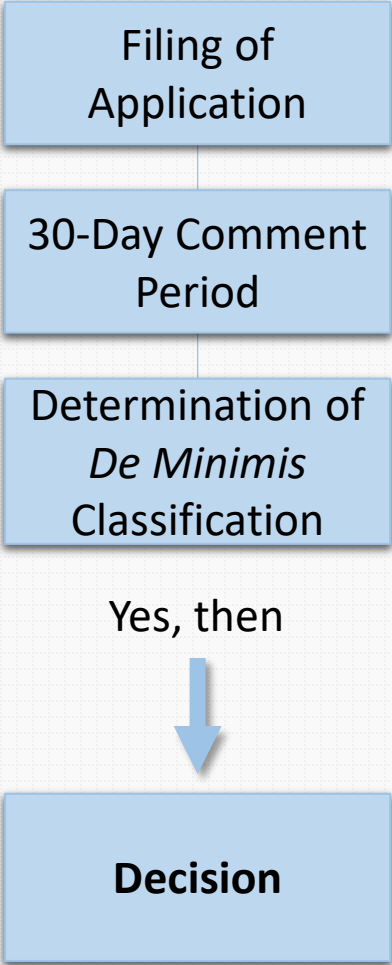 Filing of
Application
30-Day Comment
Period
Determination of
De Minimis
Classification
Yes, then
Decision